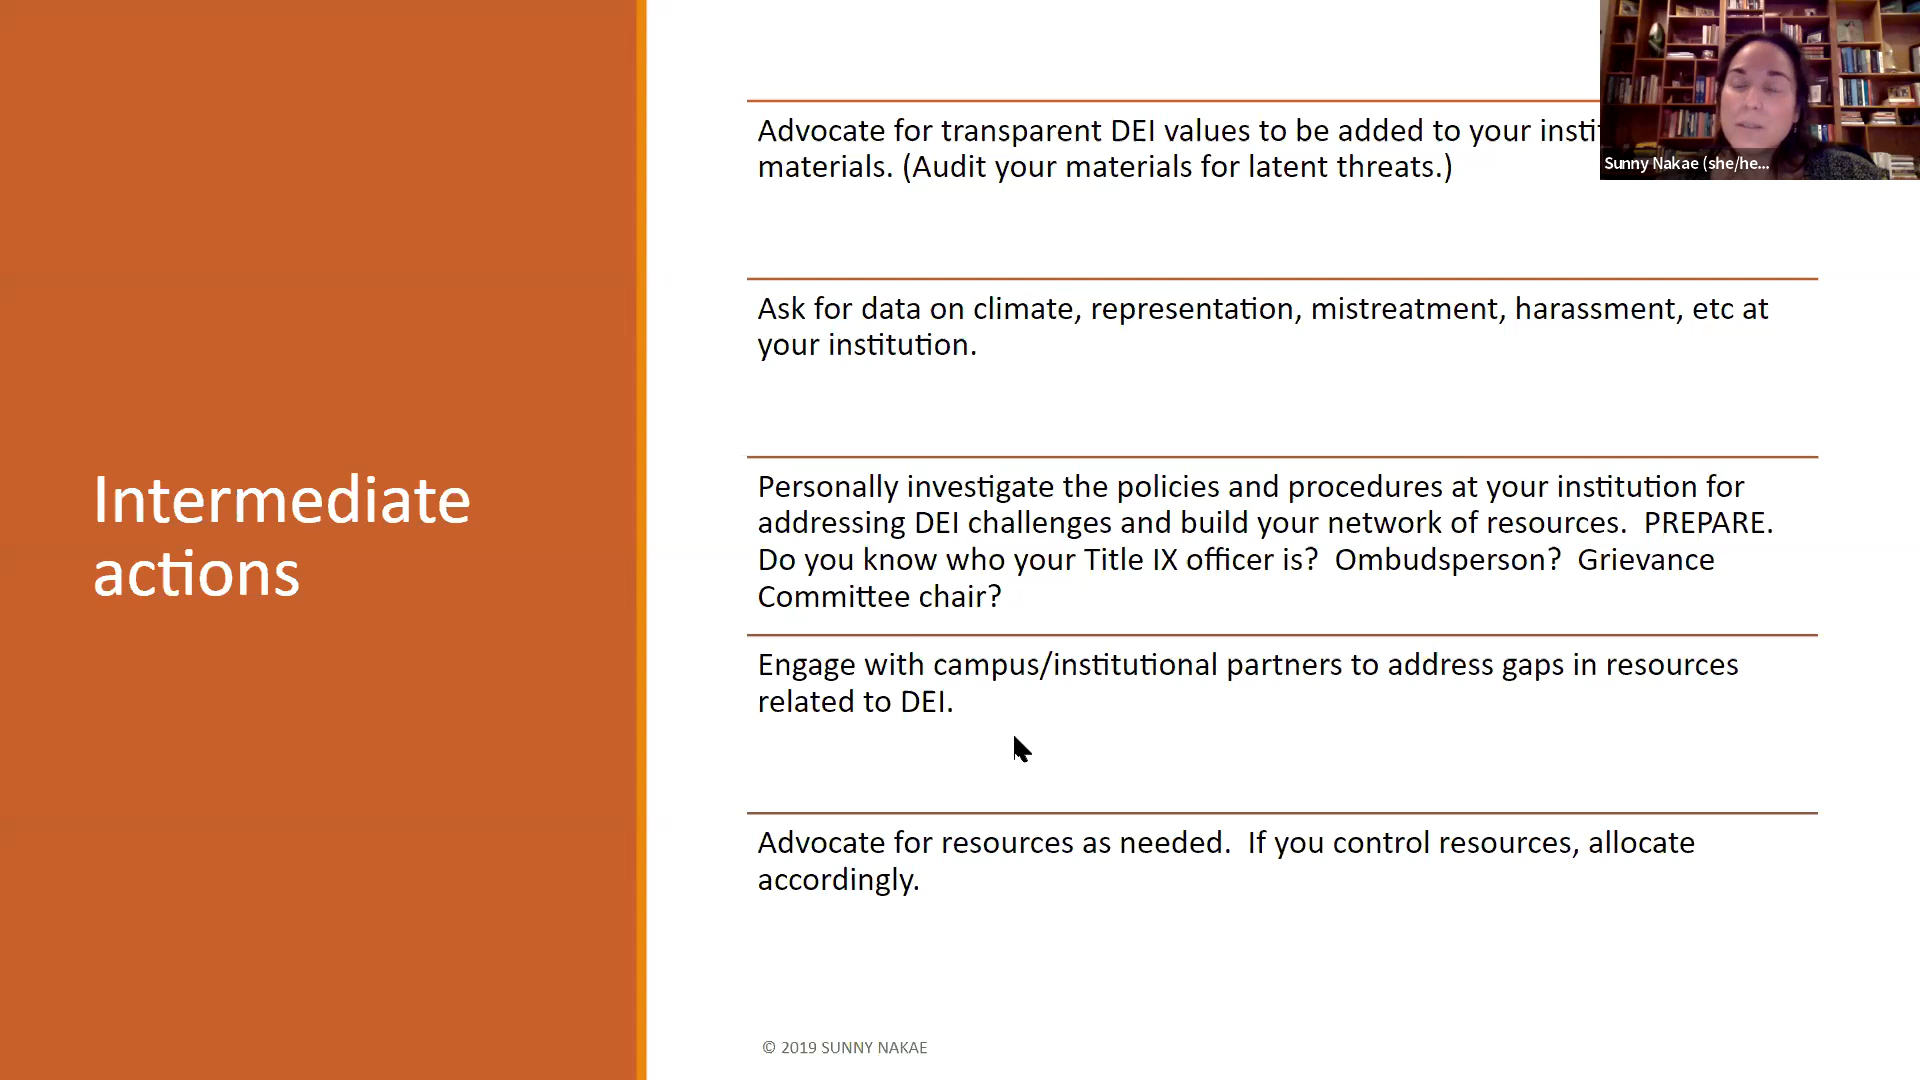 Advocate for transparent DEI values to be added to your insti
materials. (Audit your materials for latent threats.)
Sunny Nakae (she/he...
Ask for data on climate, representation, mistreatment, harassment, etc at
your institution.
Intermediate
actions
Personally investigate the policies and procedures at your institution for
addressing DEI challenges and build your network of resources.  PREPARE.
Do you know who your Title IX officer is?  Ombudsperson?  Grievance
Committee chair?
Engage with campus/institutional partners to address gaps in resources
related to DEI.
Advocate for resources as needed.  If you control resources, allocate
accordingly.
© 2019 SUNNY NAKAE